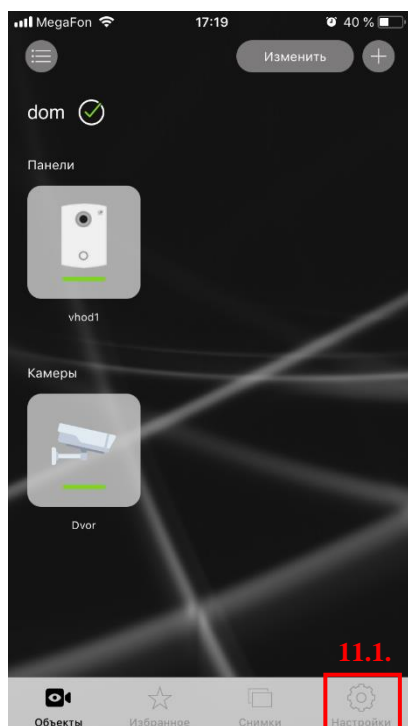 MegaFon 17:19 40 %
Изменить
dom
Панели
vhod1
Камеры
Dvor
11.1.
Объекты Избранное Снимки Настройки